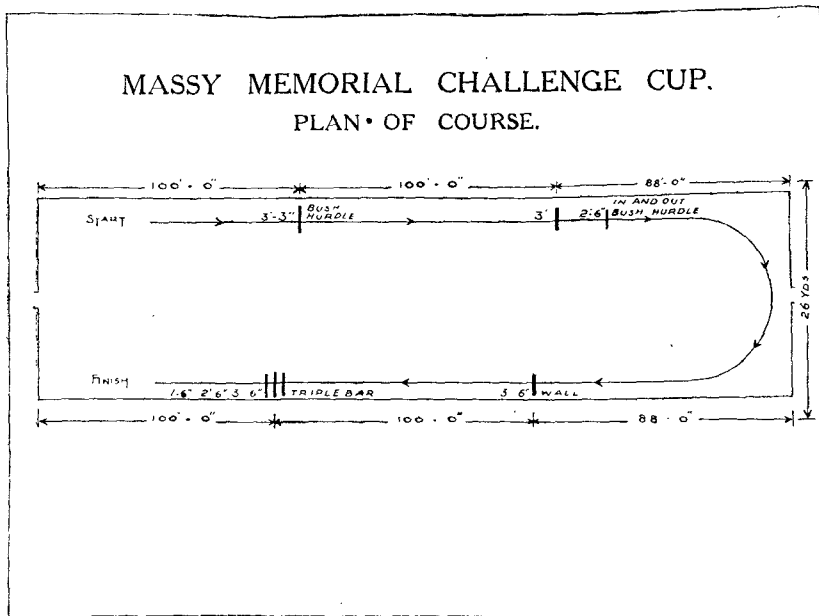 MASSY MEMORIAL CHALLENGE CUP.
PLAN • OF COURSE.
100'- 0"
100'- 0"
88'- 0"
START
3'-3"
BUSH
HURDLE
3'
2'-6"
IN AND OUT
BUSH HURDLE
26 YDS
FINISH
1'-6" 2'6" 3'6"
TRIPLE BAR
3'6"
WALL
100'- 0"
100 - 0"
88 - 0"